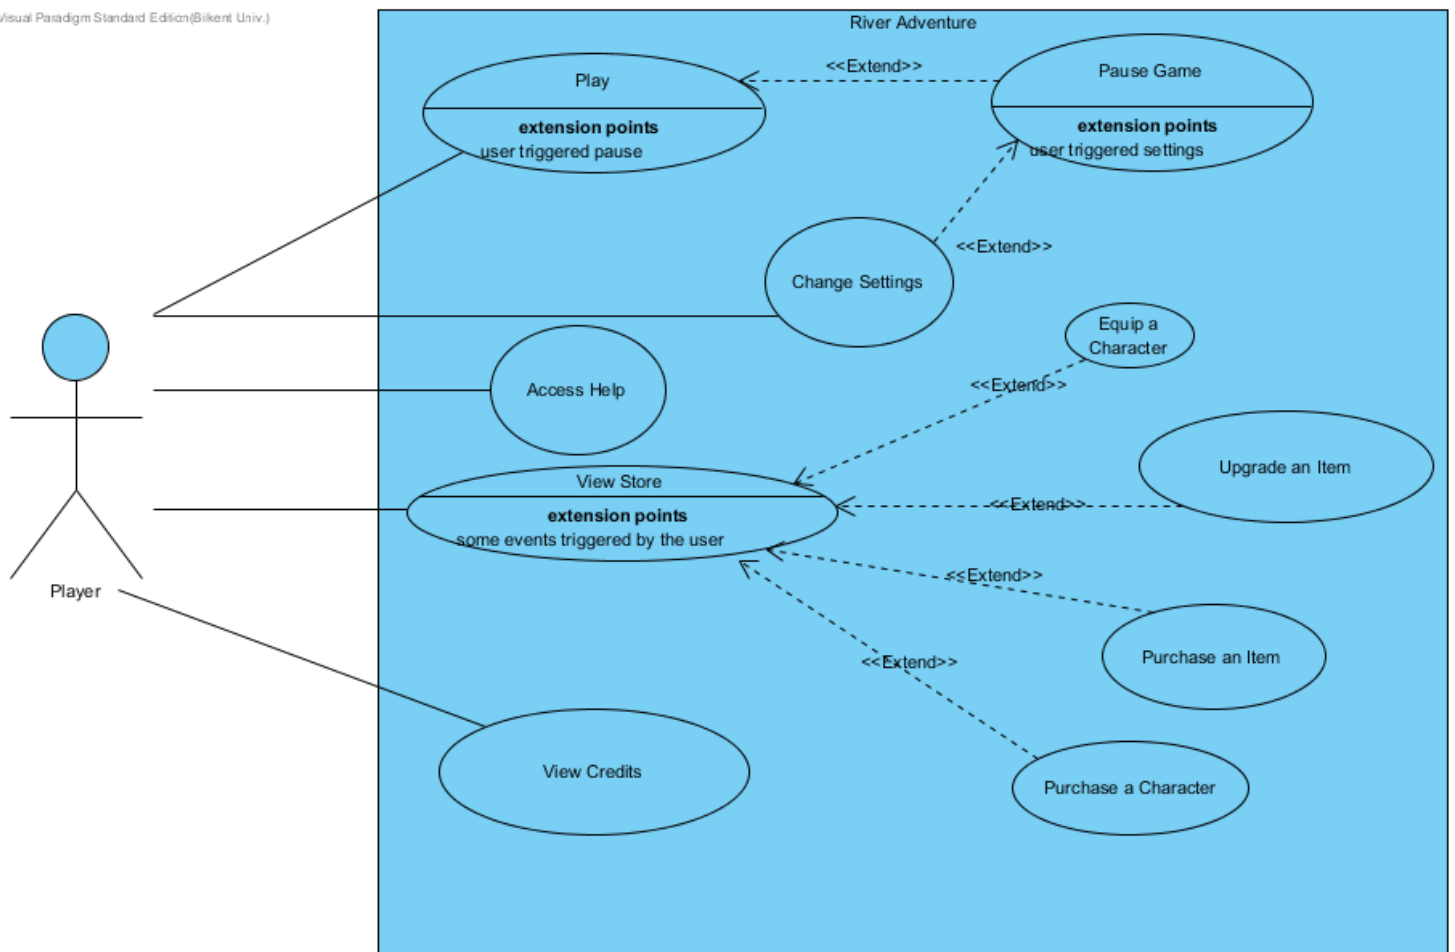 Visual Paradigm Standard Edition(Bilkent Univ.)
River Adventure
Play
extension points
user triggered pause
<<Extend>>
Pause Game
extension points
user triggered settings
<<Extend>>
Change Settings
Equip a
Character
<<Extend>>
Access Help
Upgrade an Item
View Store
extension points
some events triggered by the user
<<Extend>>
<<Extend>>
Player
Purchase an Item
<<Extend>>
View Credits
Purchase a Character